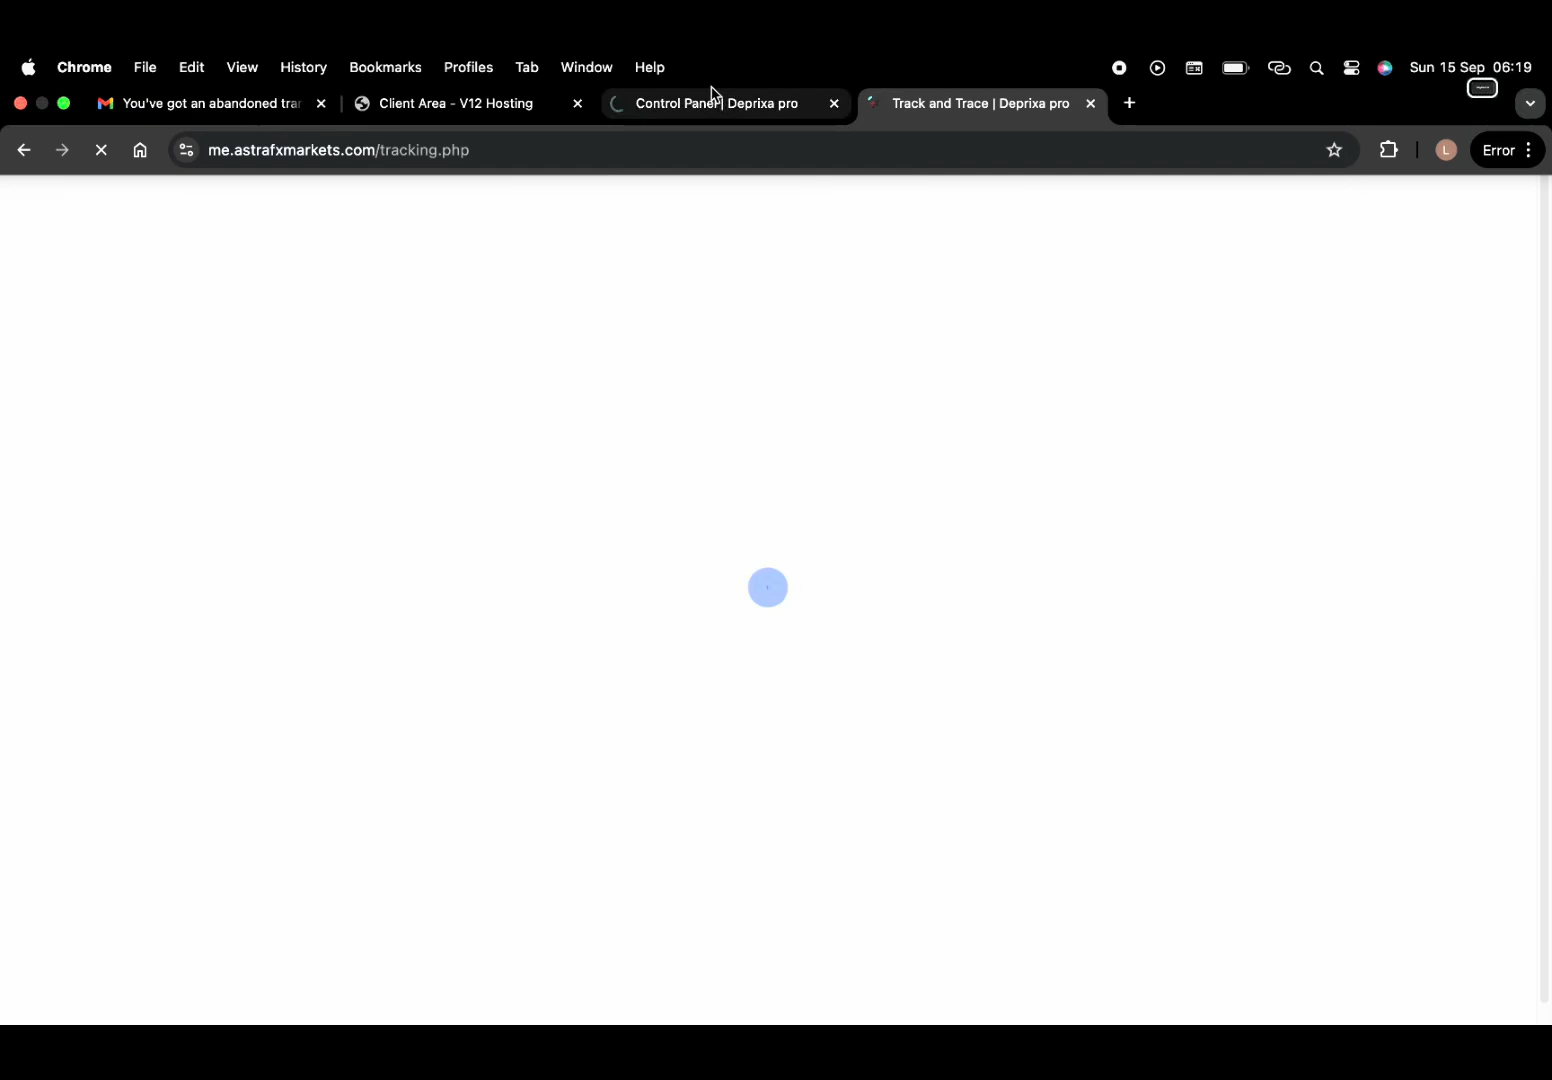 Chrome File Edit View History Bookmarks Profiles Tab Window Help Sun 15 Sep 06:19
You've got an abandoned trar Client Area - V12 Hosting Control Panel | Deprixa pro Track and Trace | Deprixa pro
me.astrafxmarkets.com/tracking.php L Error